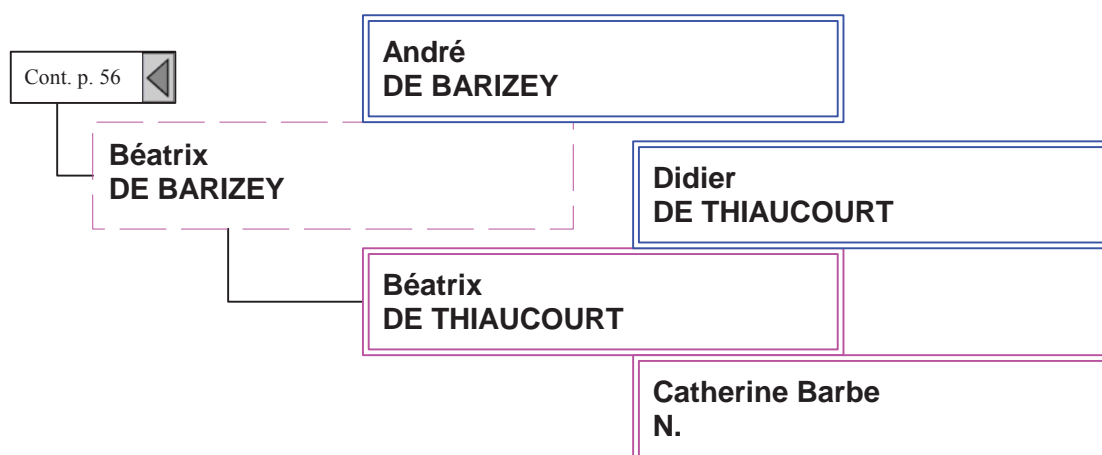 André
DE BARIZEY
Cont. p. 56
Béatrix
DE BARIZEY
Didier
DE THIAUCOURT
Béatrix
DE THIAUCOURT
Catherine Barbe
N.